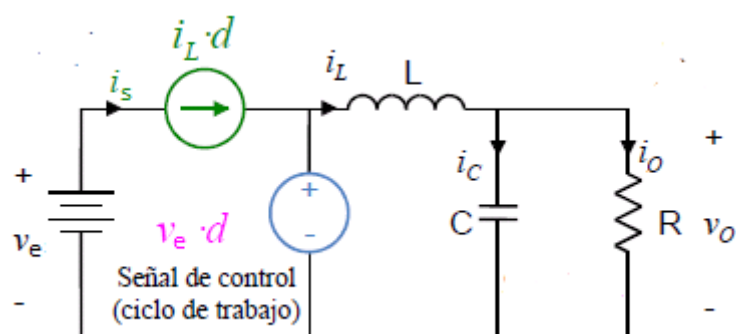 i_L·d
i_s
i_L
L
+
-
+
v_e
-
v_e·d
Señal de control
(ciclo de trabajo)
i_C
C
i_O
R
+
v_O
-